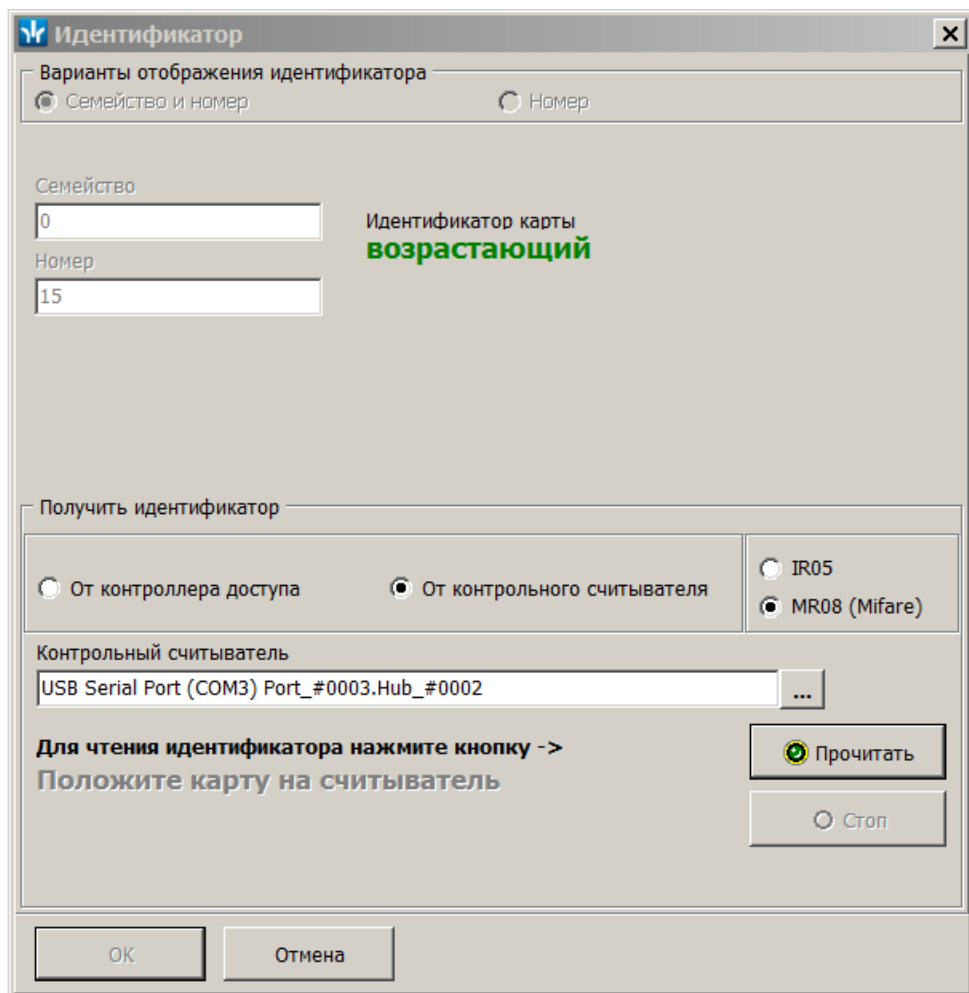 Идентификатор
Варианты отображения идентификатора
Семейство и номер Номер
Семейство
0
Идентификатор карты
возрастающий
Номер
15
Получить идентификатор
От контроллера доступа От контрольного считывателя
IR05
MR08 (Mifare)
Контрольный считыватель
USB Serial Port (COM3) Port_#0003.Hub_#0002
...
Для чтения идентификатора нажмите кнопку ->
Прочитать
Положите карту на считыватель
Стоп
OK Отмена